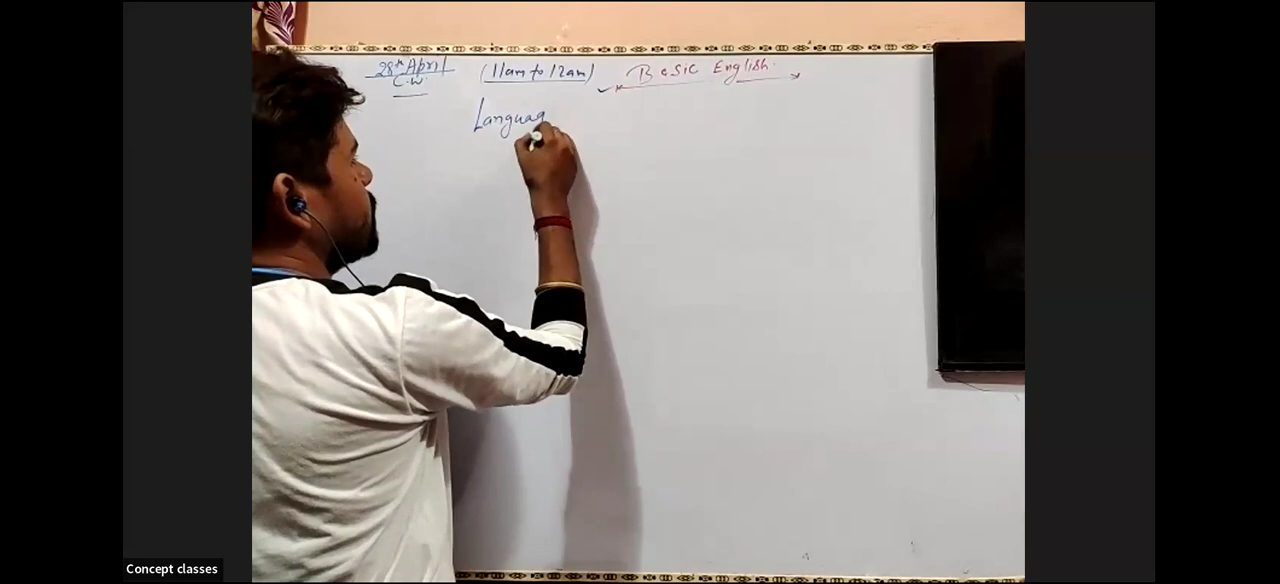 28th April (11am to 12am) Basic English.
C.W.
Languag
Concept classes